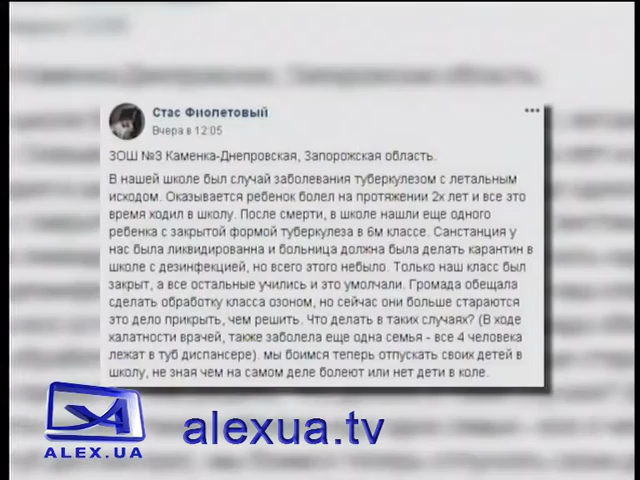 Стас Фиолетовый
Вчера в 12:05
ЗОШ №3 Каменка-Днепровская, Запорожская область.
В нашей школе был случай заболевания туберкулезом с летальным
исходом. Оказывается ребенок болел на протяжении 2х лет и все это
время ходил в школу. После смерти, в школе нашли еще одного
ребенка с закрытой формой туберкулеза в 6м классе. Санстанция у
нас была ликвидированна и больница должна была делать карантин в
школе с дезинфекцией, но всего этого небыло. Только наш класс был
закрыт, а все остальные учились и это умолчали. Громада обещала
сделать обработку класса озоном, но сейчас они больше стараются
это дело прикрыть, чем решить. Что делать в таких случаях? (В ходе
халатности врачей, также заболела еще одна семья - все 4 человека
лежат в туб диспансере). мы боимся теперь отпускать своих детей в
школу, не зная чем на самом деле болеют или нет дети в коле.
ALEX.UA
alexua.tv